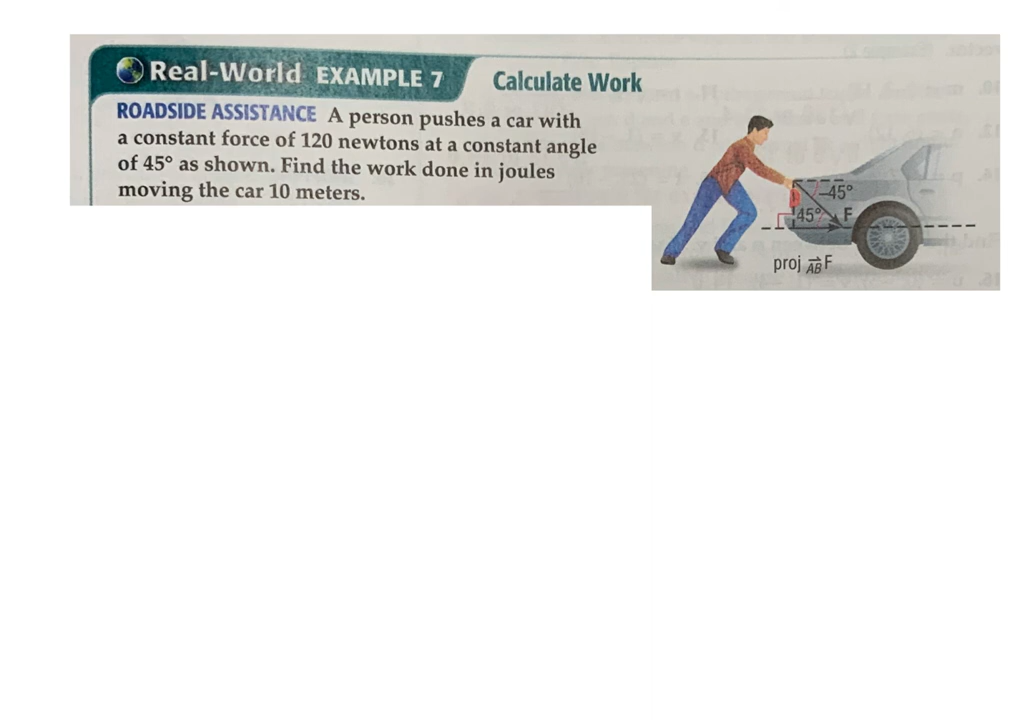 Real-World EXAMPLE 7 Calculate Work
ROADSIDE ASSISTANCE A person pushes a car with
a constant force of 120 newtons at a constant angle
of 45° as shown. Find the work done in joules
moving the car 10 meters.
–45°
45° F
proj AB F